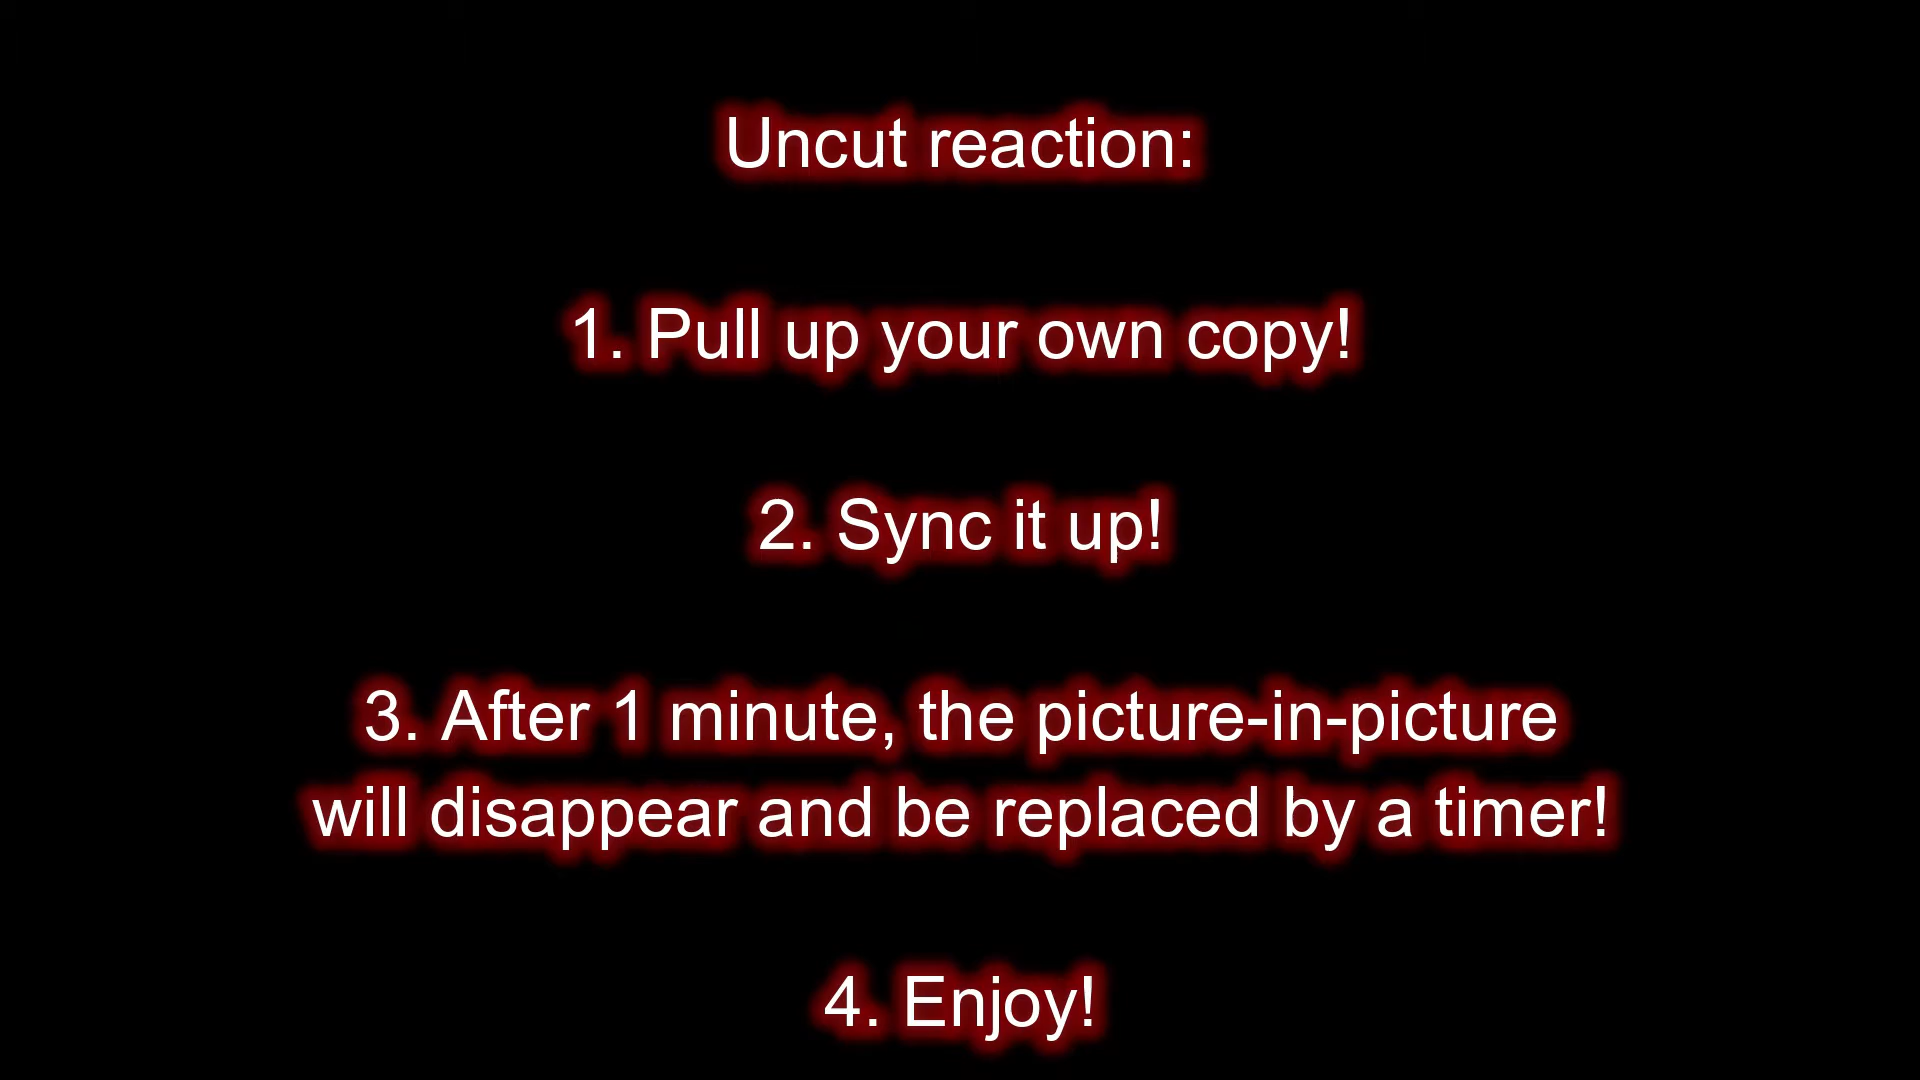 Uncut reaction:
1. Pull up your own copy!
2. Sync it up!
3. After 1 minute, the picture-in-picture
will disappear and be replaced by a timer!
4. Enjoy!